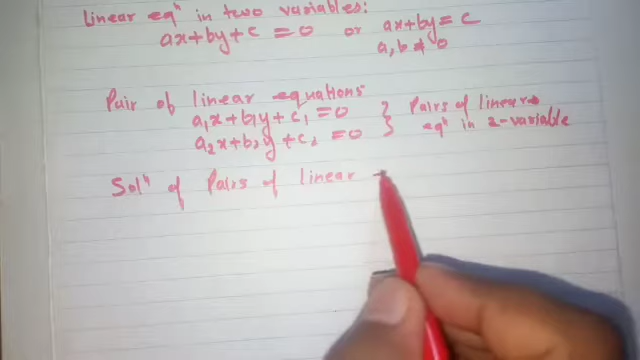 Linear eqⁿ in two variables:
ax+by+c=0 or ax+by=c
a,b≠0
Pair of linear equations
a₁x+b₁y+c₁=0
a₂x+b₂y+c₂=0
} Pairs of linear
eqⁿ in 2-variable
Solⁿ of Pairs of linear